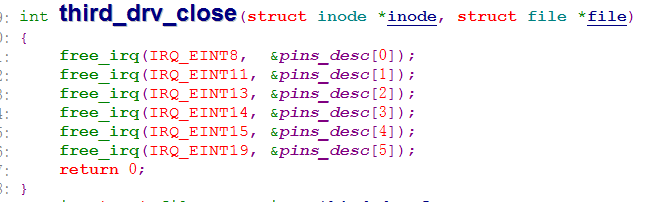 int third_drv_close(struct inode *inode, struct file *file)
{
    free_irq(IRQ_EINT8,  &pins_desc[0]);
    free_irq(IRQ_EINT11, &pins_desc[1]);
    free_irq(IRQ_EINT13, &pins_desc[2]);
    free_irq(IRQ_EINT14, &pins_desc[3]);
    free_irq(IRQ_EINT15, &pins_desc[4]);
    free_irq(IRQ_EINT19, &pins_desc[5]);
    return 0;
}